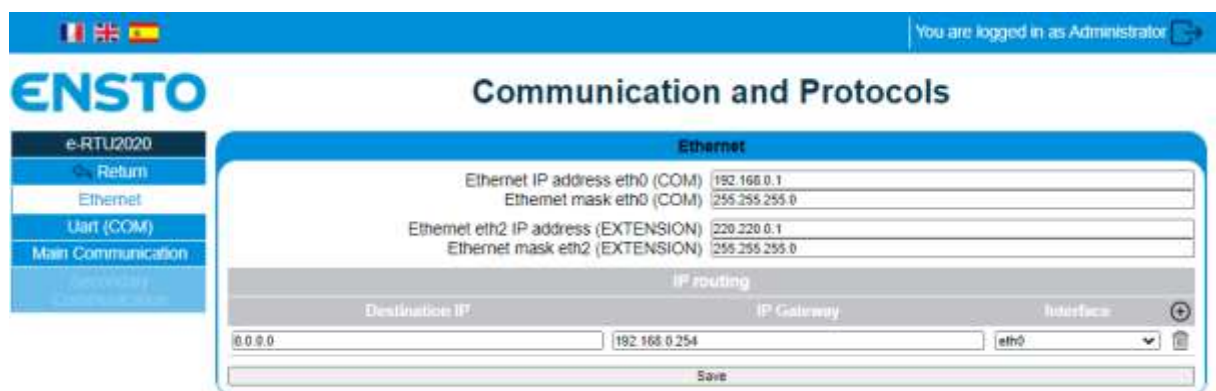 You are logged in as Administrator
ENSTO
Communication and Protocols
e-RTU2020
Return
Ethernet
Uart (COM)
Main Communication
Secondary
Communication
Ethernet
Ethernet IP address eth0 (COM) 192.168.0.1
Ethernet mask eth0 (COM) 255.255.255.0
Ethernet eth2 IP address (EXTENSION) 220.220.0.1
Ethernet mask eth2 (EXTENSION) 255.255.255.0
IP routing
Destination IP IP Gateway Interface
0.0.0.0 192.168.0.254 eth0
Save